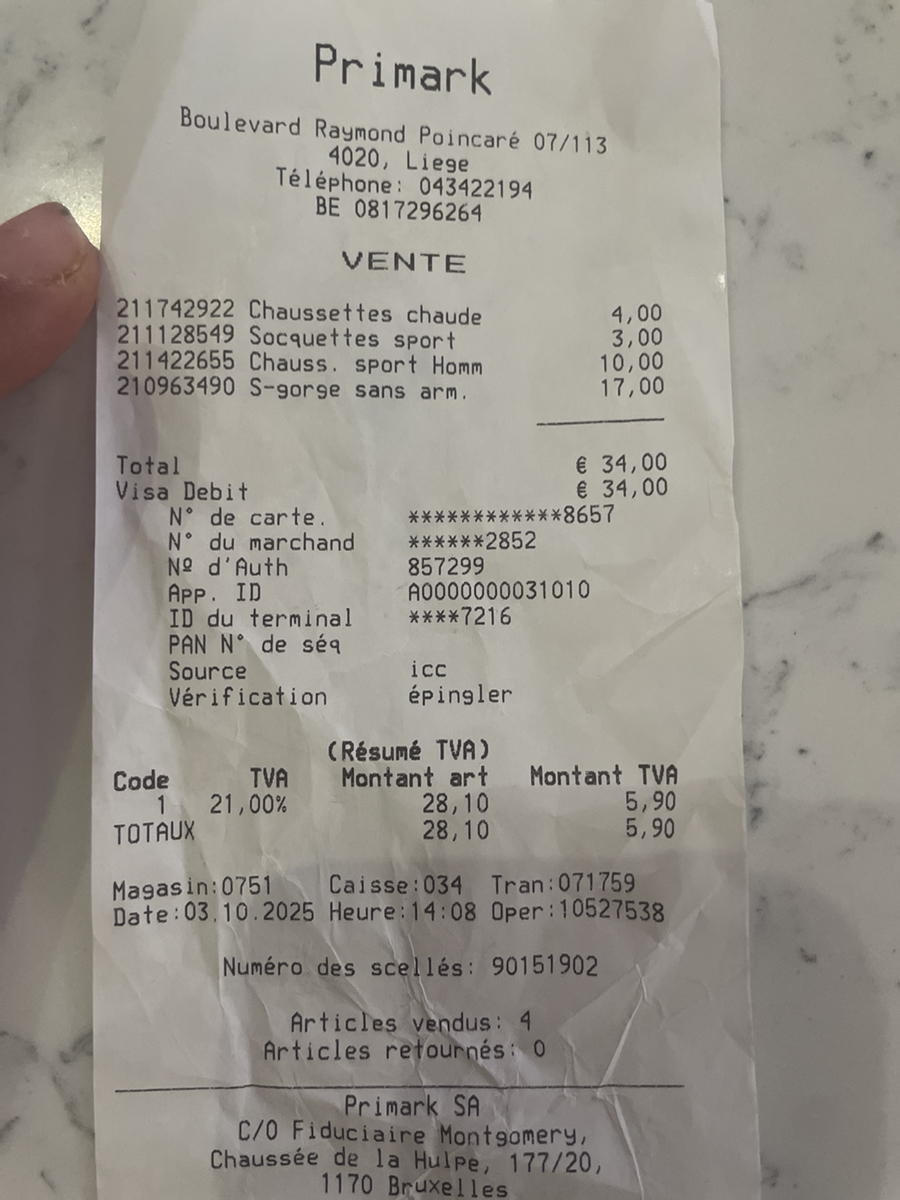 Primark
Boulevard Raymond Poincaré 07/113
4020, Liege
Téléphone: 043422194
BE 0817296264
VENTE
211742922 Chaussettes chaude 4,00
211128549 Socquettes sport 3,00
211422655 Chauss. sport Homm 10,00
210963490 S-gorge sans arm. 17,00
Total € 34,00
Visa Debit € 34,00
N° de carte. ************8657
N° du marchand ******2852
Nº d'Auth 857299
App. ID A0000000031010
ID du terminal ****7216
PAN N° de séq
Source icc
Vérification épingler
(Résumé TVA)
Code TVA Montant art Montant TVA
1 21,00% 28,10 5,90
TOTAUX 28,10 5,90
Magasin:0751 Caisse:034 Tran:071759
Date:03.10.2025 Heure:14:08 Oper:10527538
Numéro des scellés: 90151902
Articles vendus: 4
Articles retournés: 0
Primark SA
C/O Fiduciaire Montgomery,
Chaussée de la Hulpe, 177/20,
1170 Bruxelles